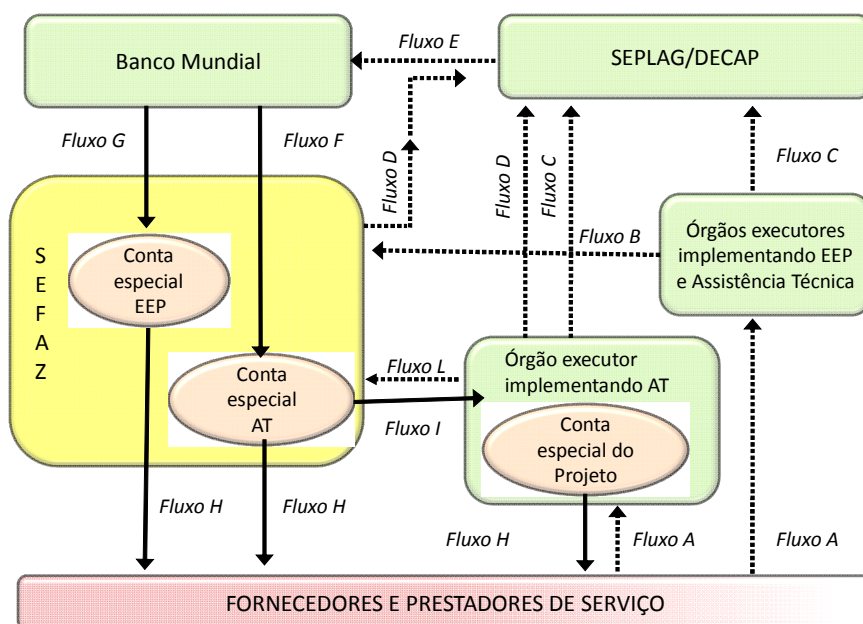 Banco Mundial
Fluxo E
SEPLAG/DECAP
Fluxo G
Fluxo F
Fluxo D
Fluxo D
Fluxo C
Fluxo C
S
E
F
A
Z
Conta
especial
EEP
Fluxo B
Órgãos executores
implementando EEP
e Assistência Técnica
Conta
especial
AT
Fluxo L
Fluxo I
Órgão executor
implementando AT
Conta
especial do
Projeto
Fluxo H
Fluxo H
Fluxo H
Fluxo A
Fluxo A
FORNECEDORES E PRESTADORES DE SERVIÇO